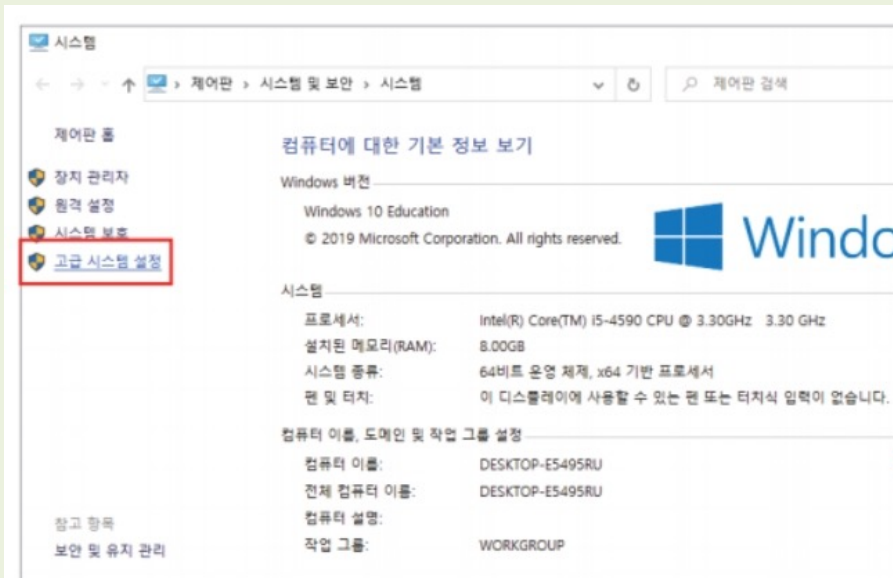 시스템
제어판 › 시스템 및 보안 › 시스템
제어판 검색
제어판 홈
장치 관리자
원격 설정
시스템 보호
고급 시스템 설정
참고 항목
보안 및 유지 관리
컴퓨터에 대한 기본 정보 보기
Windows 버전
Windows 10 Education
© 2019 Microsoft Corporation. All rights reserved.
Windo
시스템
프로세서: Intel(R) Core(TM) i5-4590 CPU @ 3.30GHz 3.30 GHz
설치된 메모리(RAM): 8.00GB
시스템 종류: 64비트 운영 체제, x64 기반 프로세서
펜 및 터치: 이 디스플레이에 사용할 수 있는 펜 또는 터치식 입력이 없습니다.
컴퓨터 이름, 도메인 및 작업 그룹 설정
컴퓨터 이름: DESKTOP-E5495RU
전체 컴퓨터 이름: DESKTOP-E5495RU
컴퓨터 설명:
작업 그룹: WORKGROUP